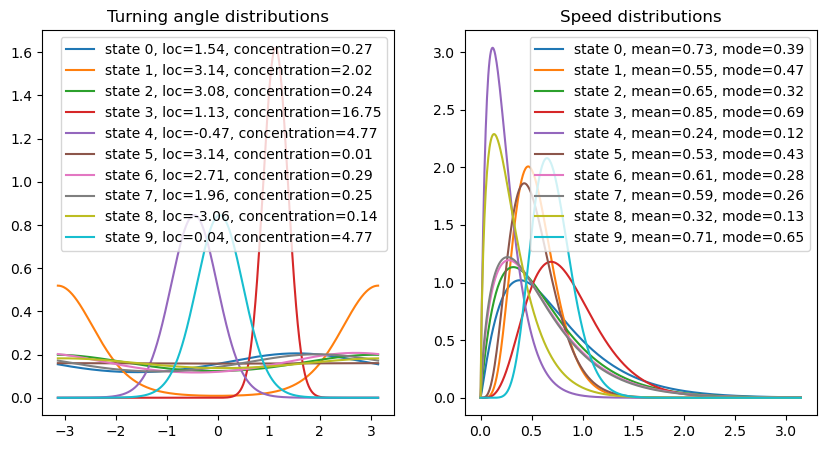 Turning angle distributions
state 0, loc=1.54, concentration=0.27
state 1, loc=3.14, concentration=2.02
state 2, loc=3.08, concentration=0.24
state 3, loc=1.13, concentration=16.75
state 4, loc=-0.47, concentration=4.77
state 5, loc=3.14, concentration=0.01
state 6, loc=2.71, concentration=0.29
state 7, loc=1.96, concentration=0.25
state 8, loc=-3.06, concentration=0.14
state 9, loc=0.04, concentration=4.77
1.6
1.4
1.2
1.0
0.8
0.6
0.4
0.2
0.0
−3 −2 −1 0 1 2 3
Speed distributions
state 0, mean=0.73, mode=0.39
state 1, mean=0.55, mode=0.47
state 2, mean=0.65, mode=0.32
state 3, mean=0.85, mode=0.69
state 4, mean=0.24, mode=0.12
state 5, mean=0.53, mode=0.43
state 6, mean=0.61, mode=0.28
state 7, mean=0.59, mode=0.26
state 8, mean=0.32, mode=0.13
state 9, mean=0.71, mode=0.65
3.0
2.5
2.0
1.5
1.0
0.5
0.0
0.0 0.5 1.0 1.5 2.0 2.5 3.0